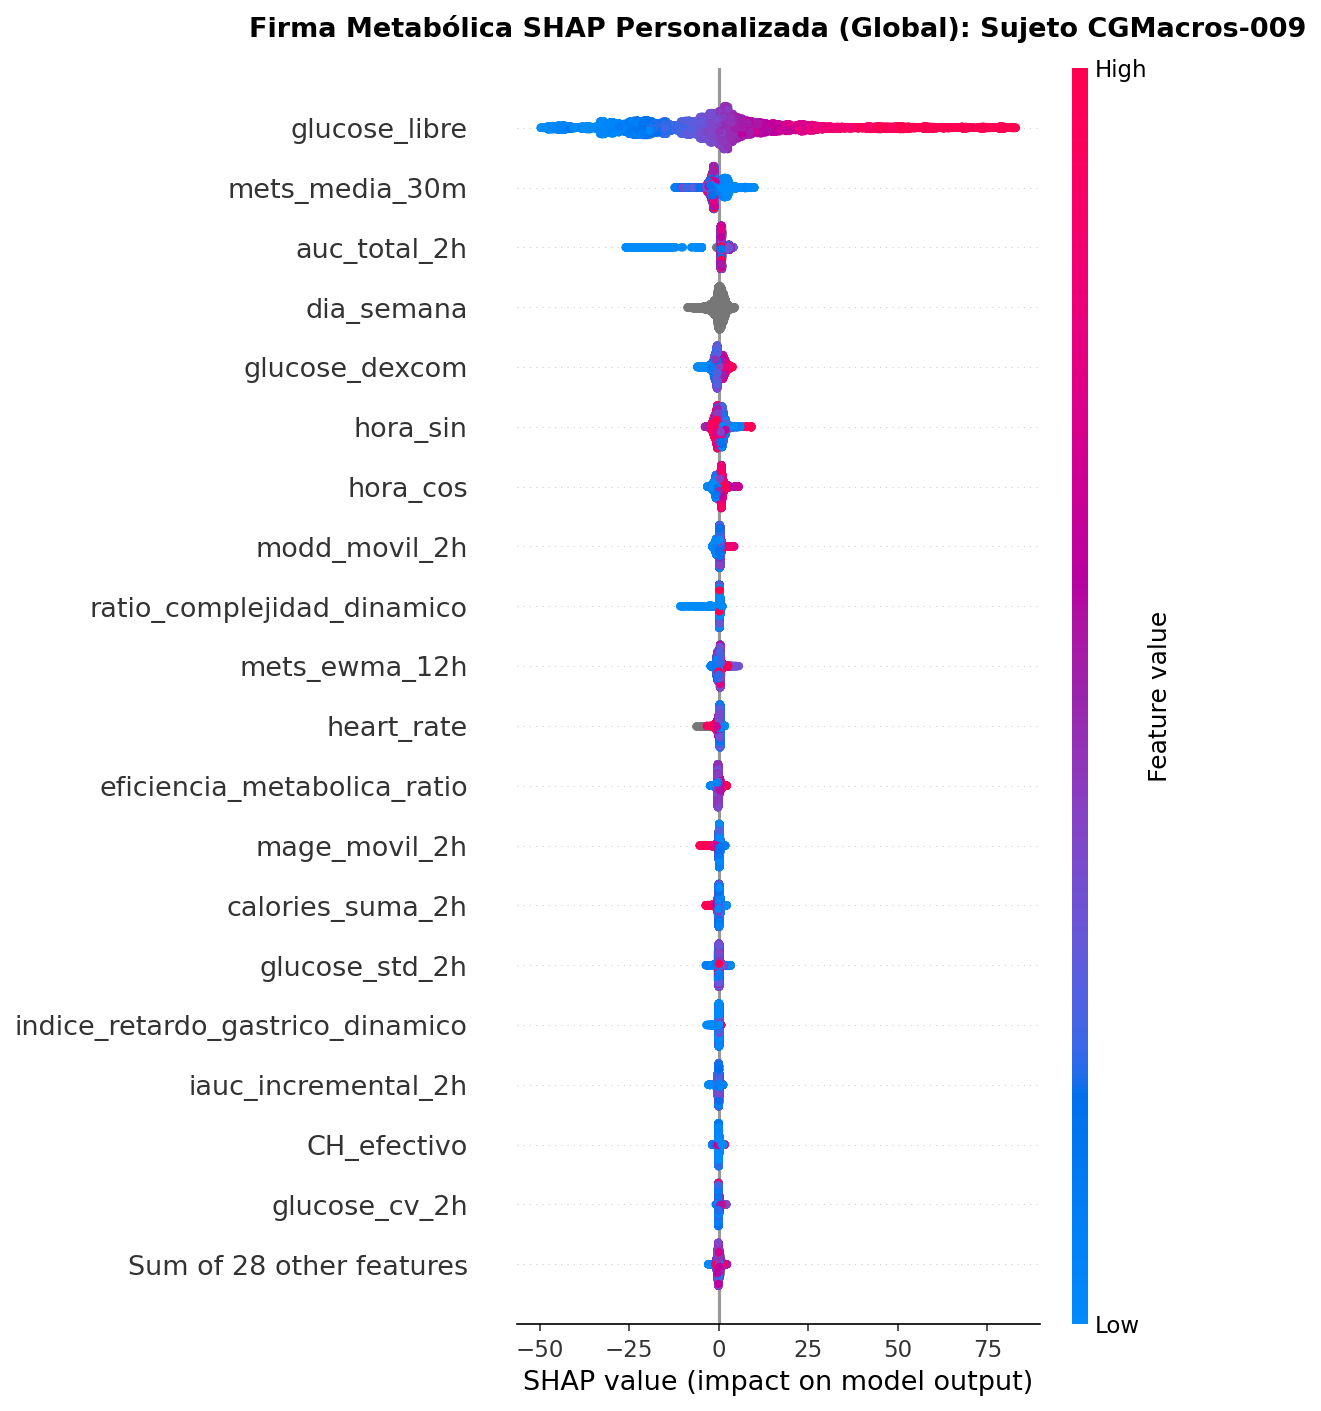 Firma Metabólica SHAP Personalizada (Global): Sujeto CGMacros-009
High
glucose_libre
mets_media_30m
auc_total_2h
dia_semana
glucose_dexcom
hora_sin
hora_cos
modd_movil_2h
ratio_complejidad_dinamico
mets_ewma_12h
heart_rate
eficiencia_metabolica_ratio
mage_movil_2h
calories_suma_2h
glucose_std_2h
indice_retardo_gastrico_dinamico
iauc_incremental_2h
CH_efectivo
glucose_cv_2h
Sum of 28 other features
Feature value
Low
−50 −25 0 25 50 75
SHAP value (impact on model output)